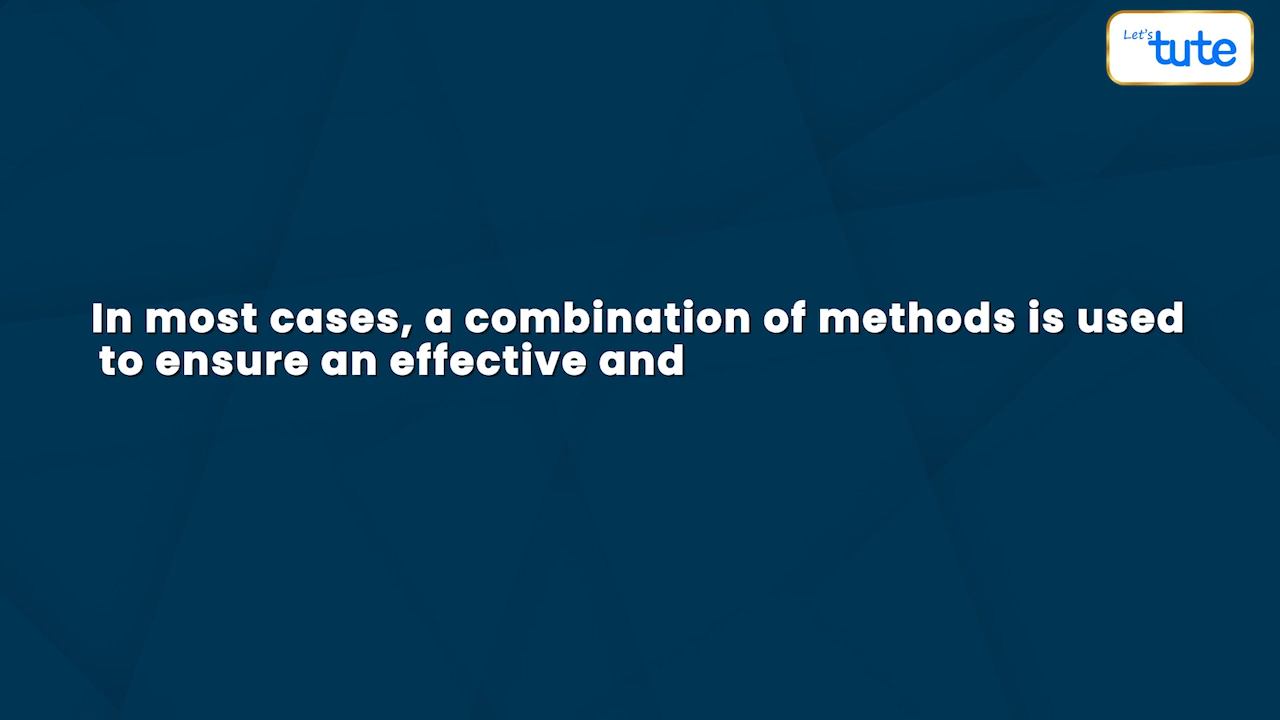 Let's
tute
In most cases, a combination of methods is used
to ensure an effective and